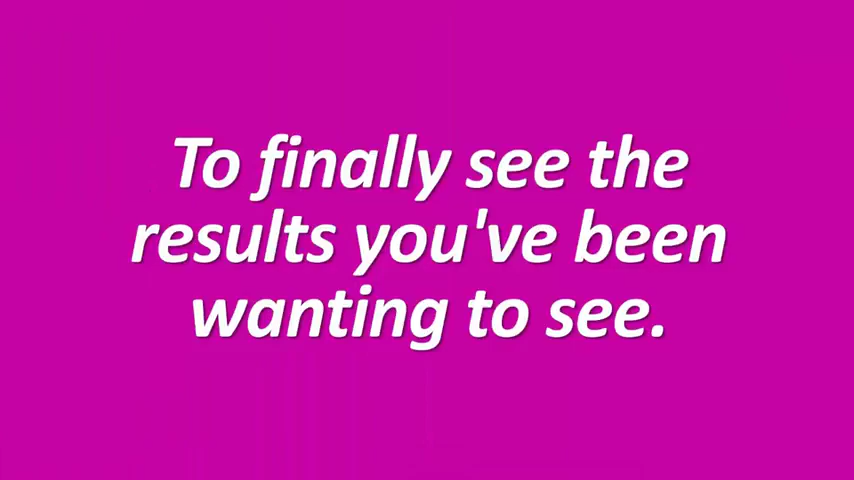 To finally see the
results you've been
wanting to see.